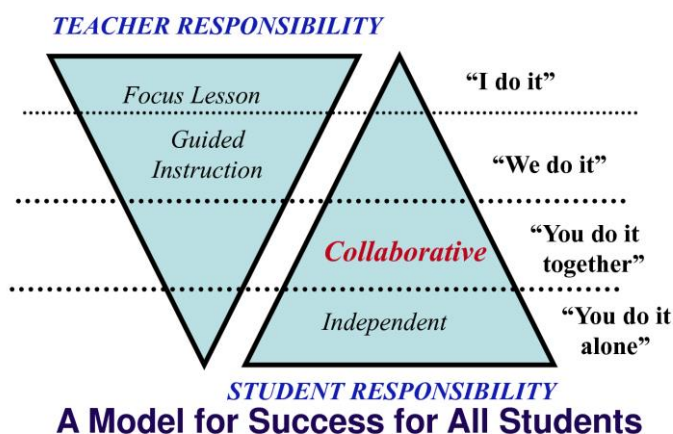 TEACHER RESPONSIBILITY
Focus Lesson
“I do it”
Guided
Instruction
“We do it”
Collaborative
“You do it
together”
Independent
“You do it
alone”
STUDENT RESPONSIBILITY
A Model for Success for All Students